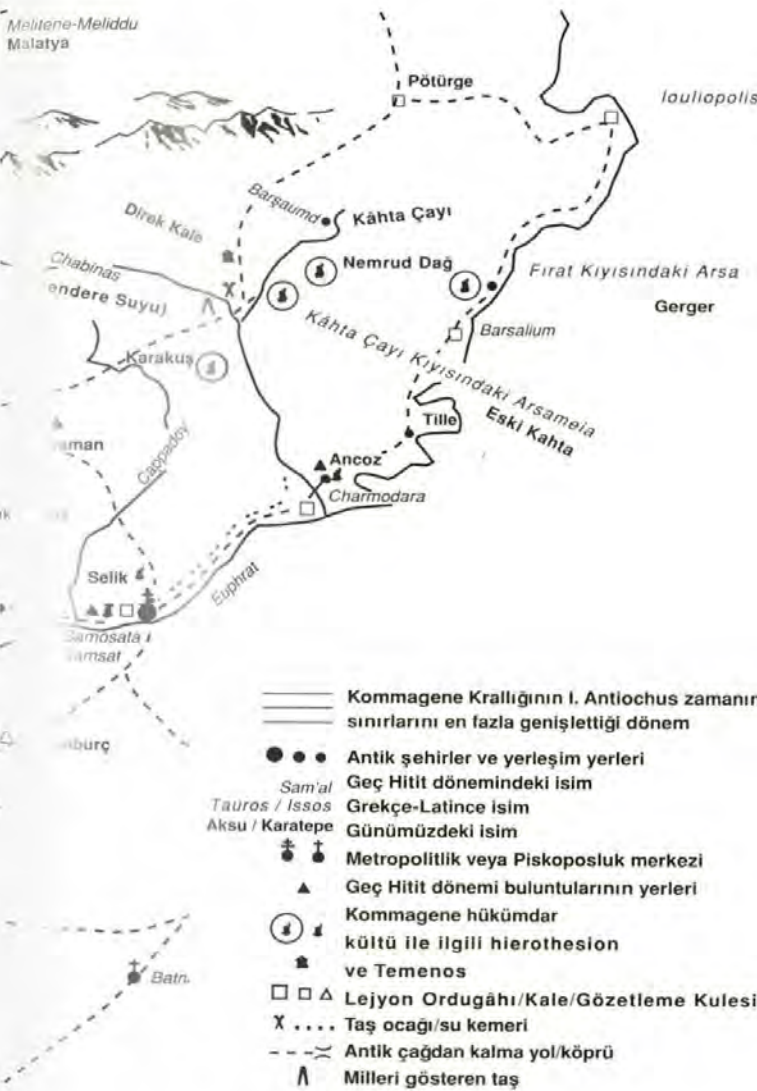 Melitene-Meliddu
Malatya
Pötürge
Iouliopolis
Barşaumd
Kâhta Çayı
Direk Kale
Nemrud Dağ
Chabinas
endere Suyu)
Fırat Kıyısındaki Arsa
Gerger
Barsalium
Kâhta Çayı Kıyısındaki Arsameia
Eski Kahta
Karakuş
Tille
aman
Cappadoy
Ancoz
Charmodara
Selik
Euphrat
Samosata
amsat
burç
Kommagene Krallığının I. Antiochus zamanın
sınırlarını en fazla genişlettiği dönem
Antik şehirler ve yerleşim yerleri
Sam'al Geç Hitit dönemindeki isim
Tauros / Issos Grekçe-Latince isim
Aksu / Karatepe Günümüzdeki isim
Metropolitlik veya Piskoposluk merkezi
Geç Hitit dönemi buluntularının yerleri
Kommagene hükümdar
kültü ile ilgili hierothesion
ve Temenos
Batn.
Lejyon Ordugâhı/Kale/Gözetleme Kulesi
Taş ocağı/su kemeri
Antik çağdan kalma yol/köprü
Milleri gösteren taş